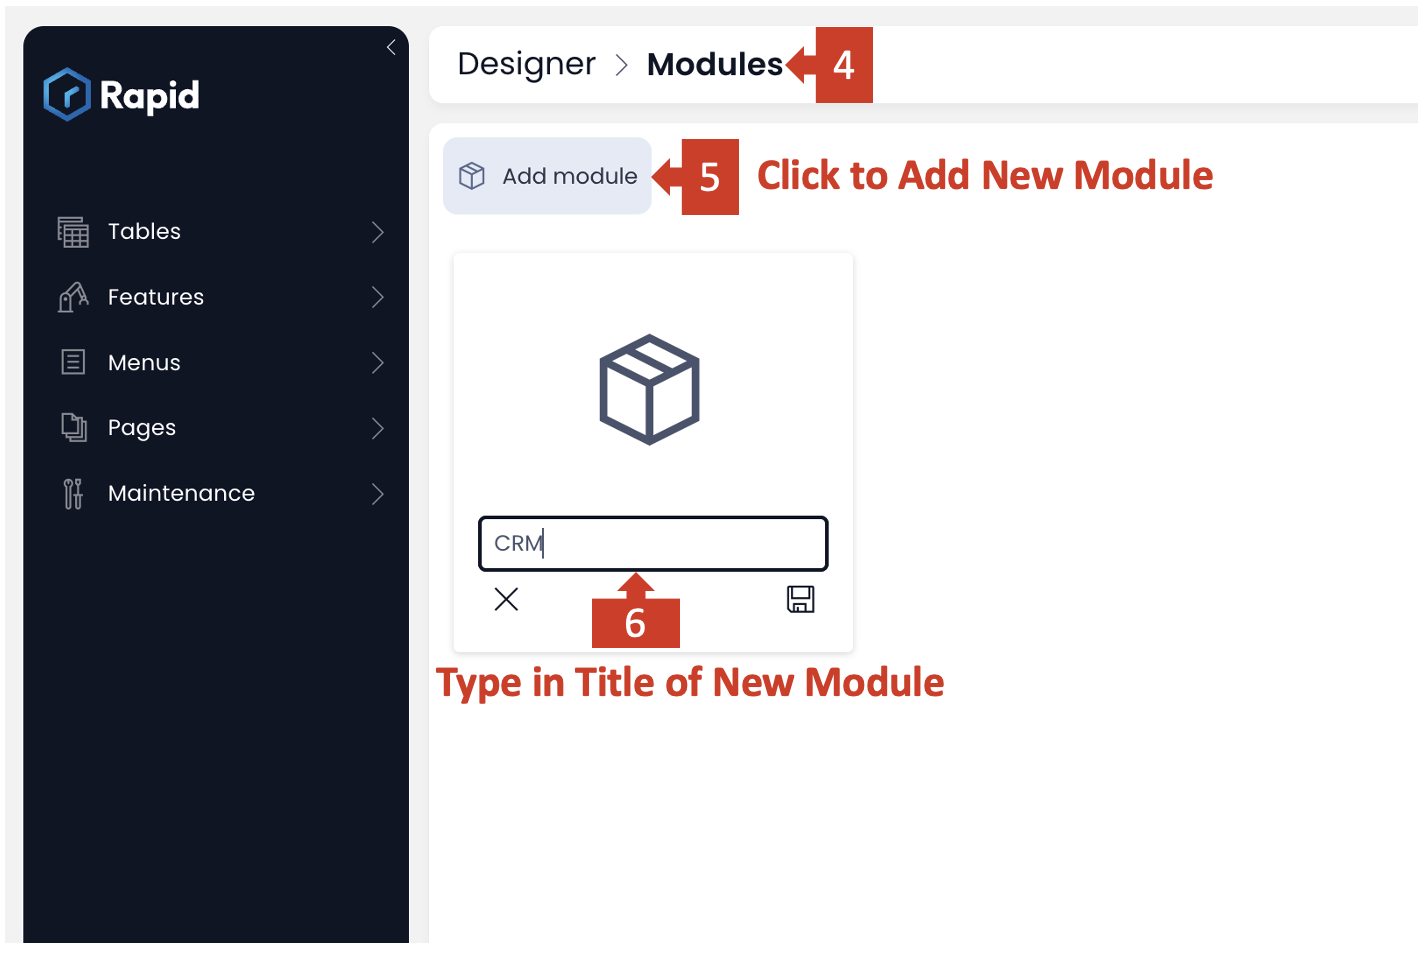 Rapid
Tables
Features
Menus
Pages
Maintenance
Designer > Modules
4
Add module
5
Click to Add New Module
CRM
6
Type in Title of New Module